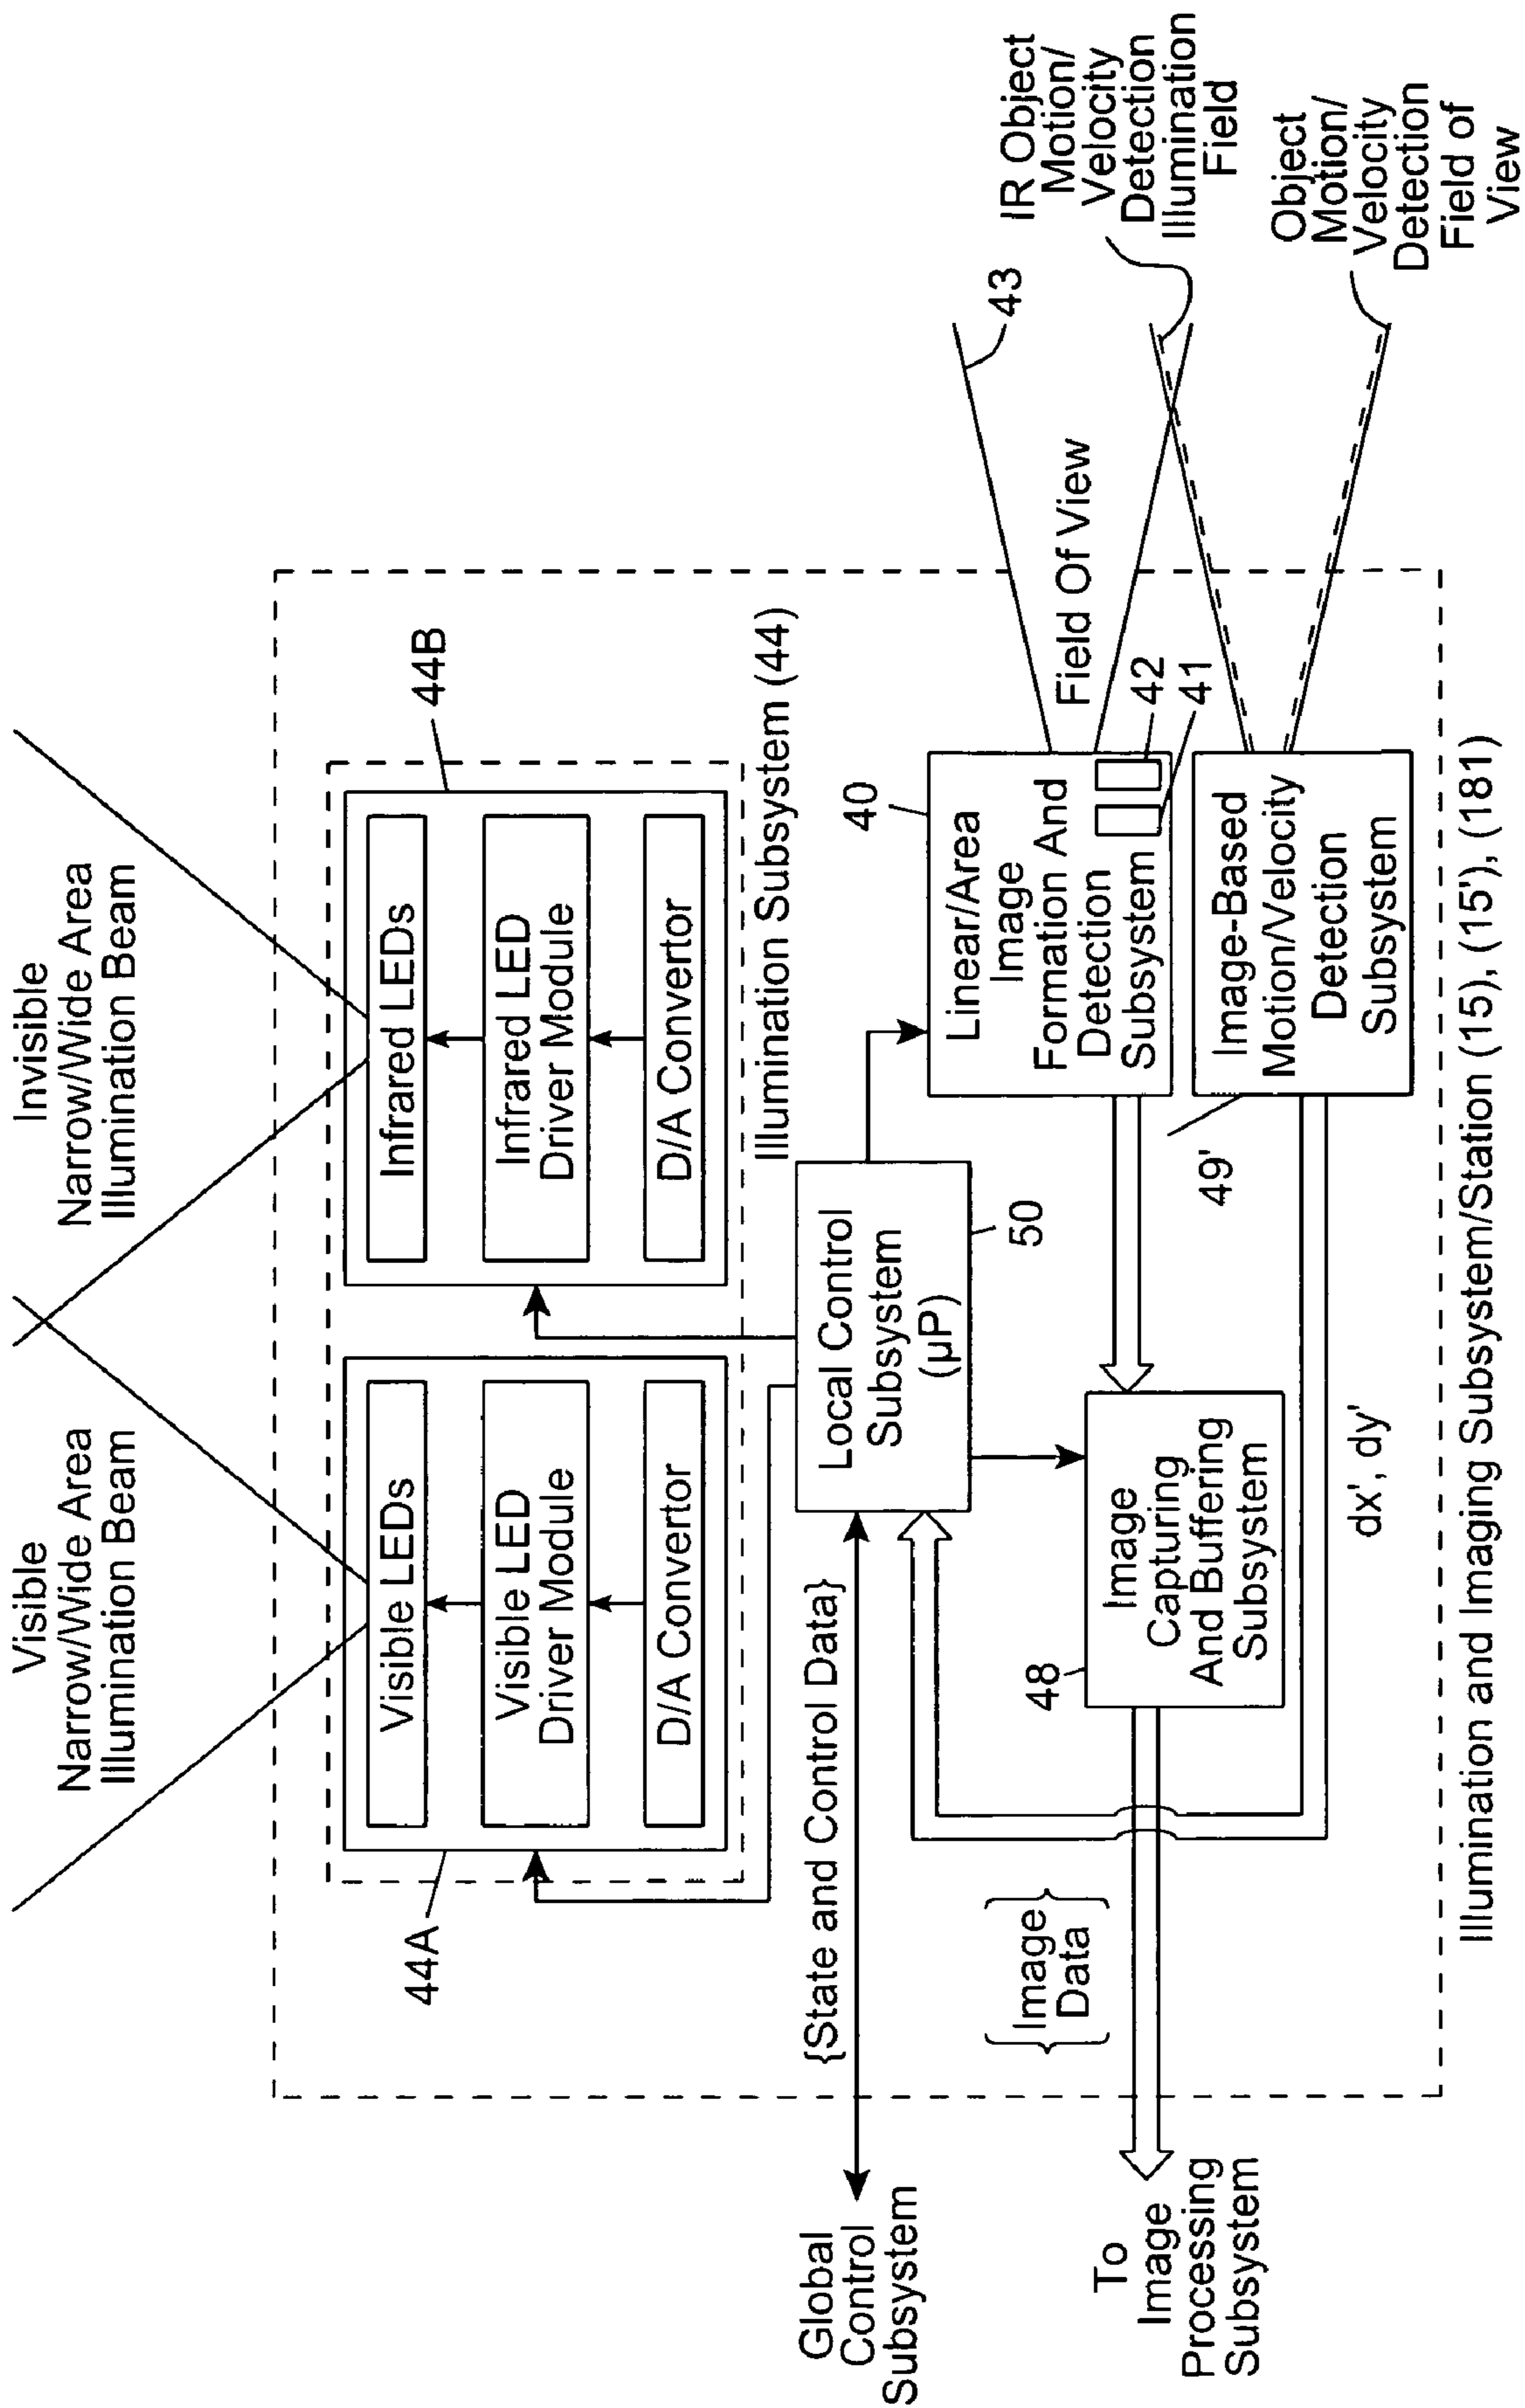 Visible
Narrow/Wide Area
Illumination Beam
Invisible
Narrow/Wide Area
Illumination Beam
44A
Visible LEDs
Visible LED
Driver Module
D/A Convertor
44B
Infrared LEDs
Infrared LED
Driver Module
D/A Convertor
Illumination Subsystem (44)
Global
Control
Subsystem
{State and Control Data}
Local Control
Subsystem
(µP)
50
40
Linear/Area
Image
Formation And
Detection
Subsystem
42
41
Field Of View
43
IR Object
Motion/
Velocity
Detection
Illumination
Field
Object
Motion/
Velocity
Detection
Field of
View
To
Image
Processing
Subsystem
{Image
Data}
48
Image
Capturing
And Buffering
Subsystem
49'
Image-Based
Motion/Velocity
Detection
Subsystem
dx', dy'
Illumination and Imaging Subsystem/Station (15), (15'), (181)